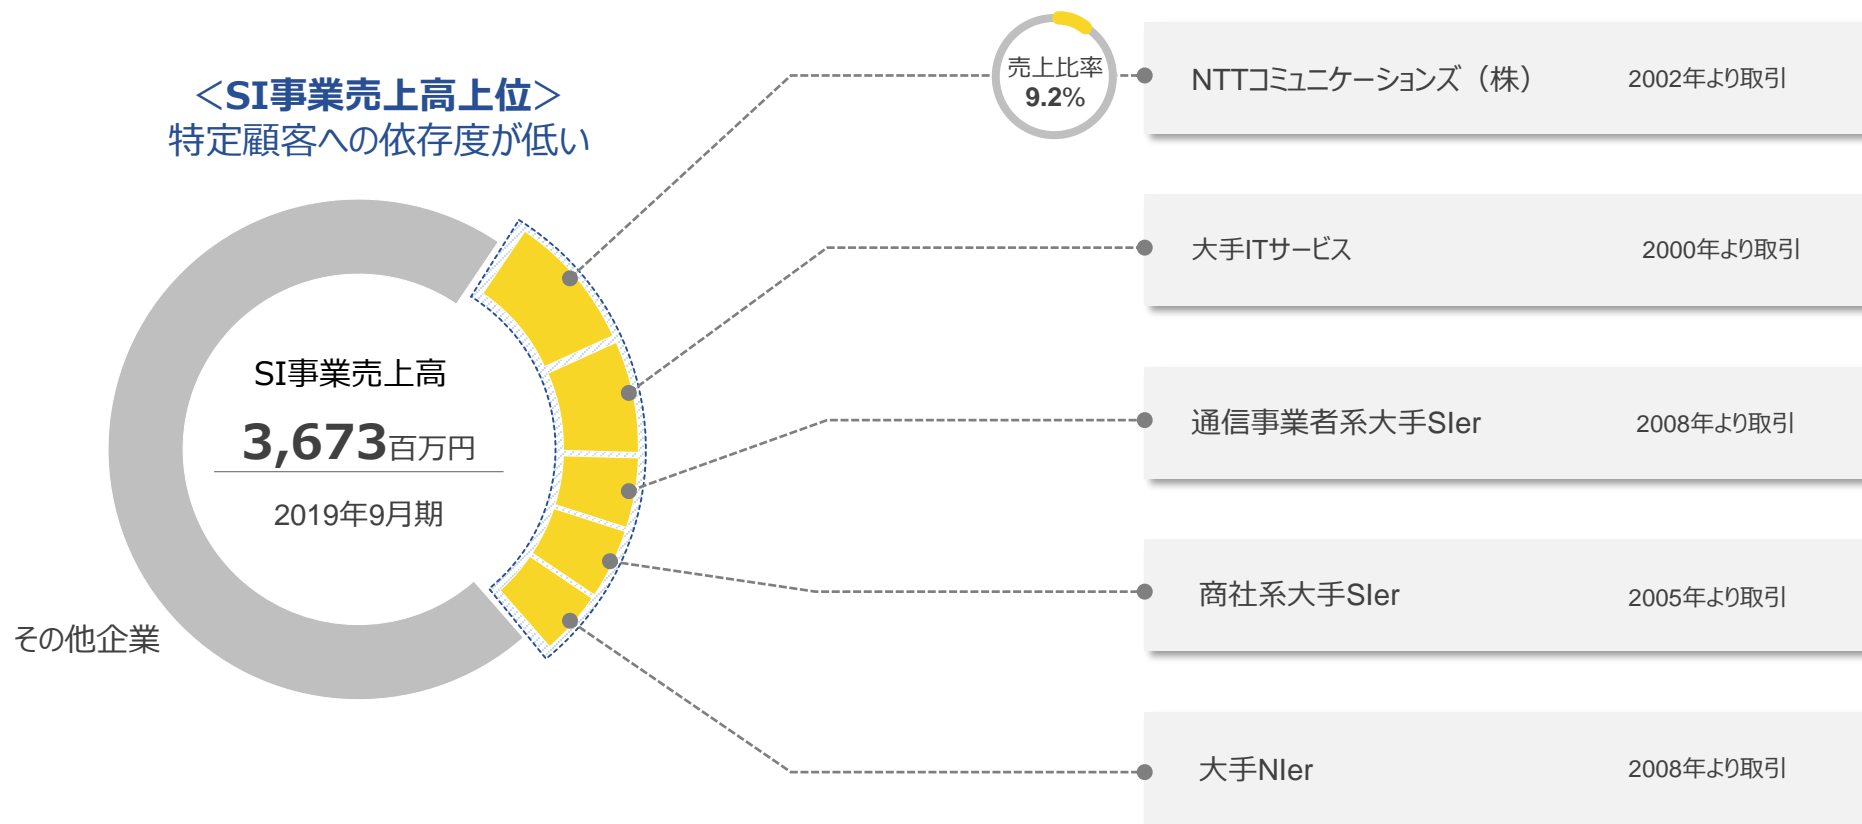 ＜SI事業売上高上位＞
特定顧客への依存度が低い
SI事業売上高
3,673百万円
2019年9月期
その他企業
売上比率
9.2%
NTTコミュニケーションズ（株） 2002年より取引
大手ITサービス 2000年より取引
通信事業者系大手SIer 2008年より取引
商社系大手SIer 2005年より取引
大手NIer 2008年より取引